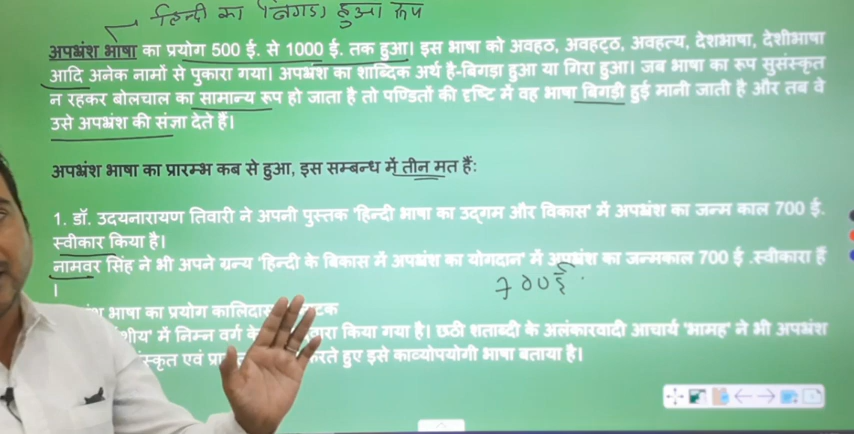 हिन्दी का बिगडा हुआ रूप
अपभ्रंश भाषा का प्रयोग 500 ई. से 1000 ई. तक हुआ। इस भाषा को अवहठ, अवहट्ठ, अवहत्य, देशभाषा, देशीभाषा
आदि अनेक नामों से पुकारा गया। अपभ्रंश का शाब्दिक अर्थ है-बिगड़ा हुआ या गिरा हुआ। जब भाषा का रूप सुसंस्कृत
न रहकर बोलचाल का सामान्य रूप हो जाता है तो पण्डितों की दृष्टि में वह भाषा बिगड़ी हुई मानी जाती है और तब वे
उसे अपभ्रंश की संज्ञा देते हैं।
अपभ्रंश भाषा का प्रारम्भ कब से हुआ, इस सम्बन्ध में तीन मत हैं:
1. डॉ. उदयनारायण तिवारी ने अपनी पुस्तक 'हिन्दी भाषा का उद्गम और विकास' में अपभ्रंश का जन्म काल 700 ई.
स्वीकार किया है।
नामवर सिंह ने भी अपने ग्रन्य 'हिन्दी के बिकास में अपभ्रंश का योगदान' में अपभ्रंश का जन्मकाल 700 ई .स्वीकारा हैं
।
700ई.
भाषा का प्रयोग कालिदास
में निम्न वर्ग के किया गया है। छठी शताब्दी के अलंकारवादी आचार्य 'भामह' ने भी अपभ्रंश
एवं करते हुए इसे काव्योपयोगी भाषा बताया है।